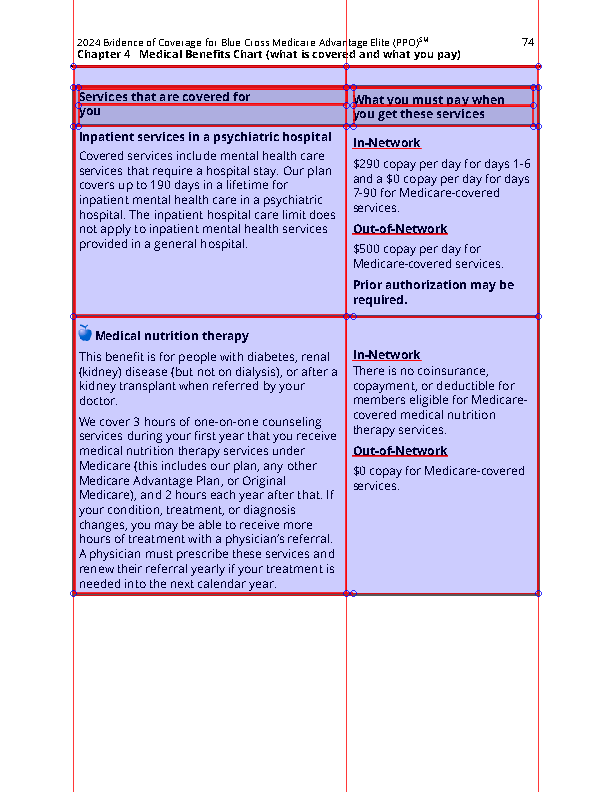 2024 Evidence of Coverage for Blue Cross Medicare Advantage Elite (PPO)℠ 74
Chapter 4 Medical Benefits Chart (what is covered and what you pay)
Services that are covered for
you
What you must pay when
you get these services
Inpatient services in a psychiatric hospital
Covered services include mental health care
services that require a hospital stay. Our plan
covers up to 190 days in a lifetime for
inpatient mental health care in a psychiatric
hospital. The inpatient hospital care limit does
not apply to inpatient mental health services
provided in a general hospital.
In-Network
$290 copay per day for days 1-6
and a $0 copay per day for days
7-90 for Medicare-covered
services.
Out-of-Network
$500 copay per day for
Medicare-covered services.
Prior authorization may be
required.
Medical nutrition therapy
This benefit is for people with diabetes, renal
(kidney) disease (but not on dialysis), or after a
kidney transplant when referred by your
doctor.
We cover 3 hours of one-on-one counseling
services during your first year that you receive
medical nutrition therapy services under
Medicare (this includes our plan, any other
Medicare Advantage Plan, or Original
Medicare), and 2 hours each year after that. If
your condition, treatment, or diagnosis
changes, you may be able to receive more
hours of treatment with a physician's referral.
A physician must prescribe these services and
renew their referral yearly if your treatment is
needed into the next calendar year.
In-Network
There is no coinsurance,
copayment, or deductible for
members eligible for Medicare-
covered medical nutrition
therapy services.
Out-of-Network
$0 copay for Medicare-covered
services.